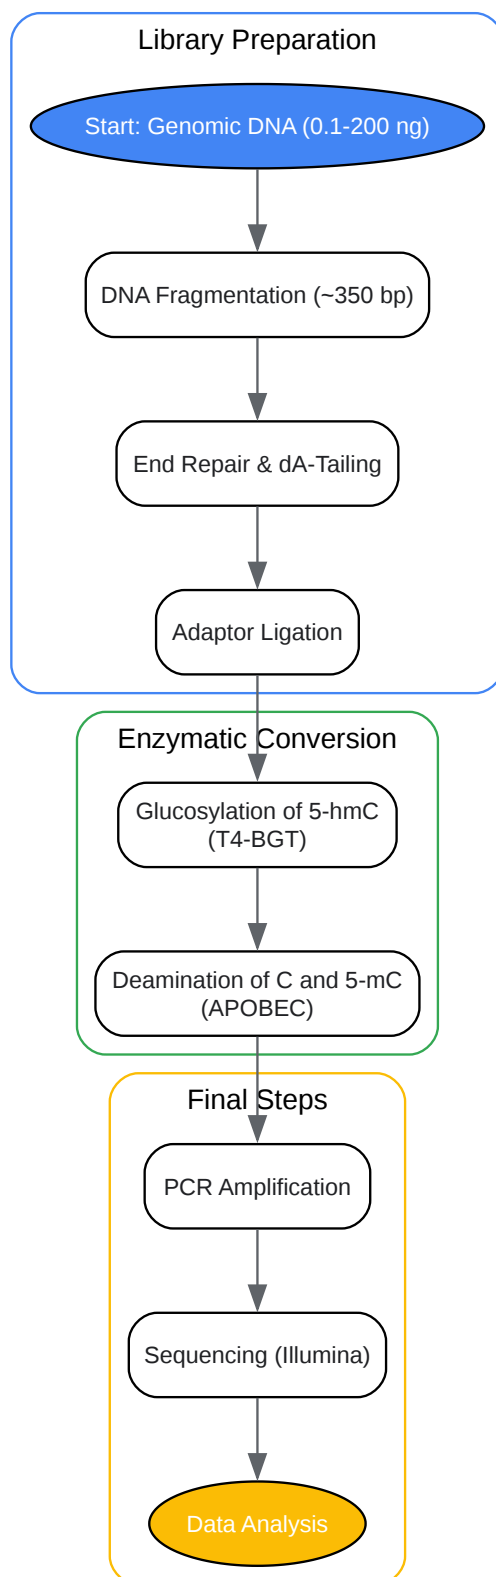 Library Preparation
Start: Genomic DNA (0.1-200 ng)
DNA Fragmentation (~350 bp)
End Repair & dA-Tailing
Adaptor Ligation
Enzymatic Conversion
Glucosylation of 5-hmC
(T4-BGT)
Deamination of C and 5-mC
(APOBEC)
Final Steps
PCR Amplification
Sequencing (Illumina)
Data Analysis